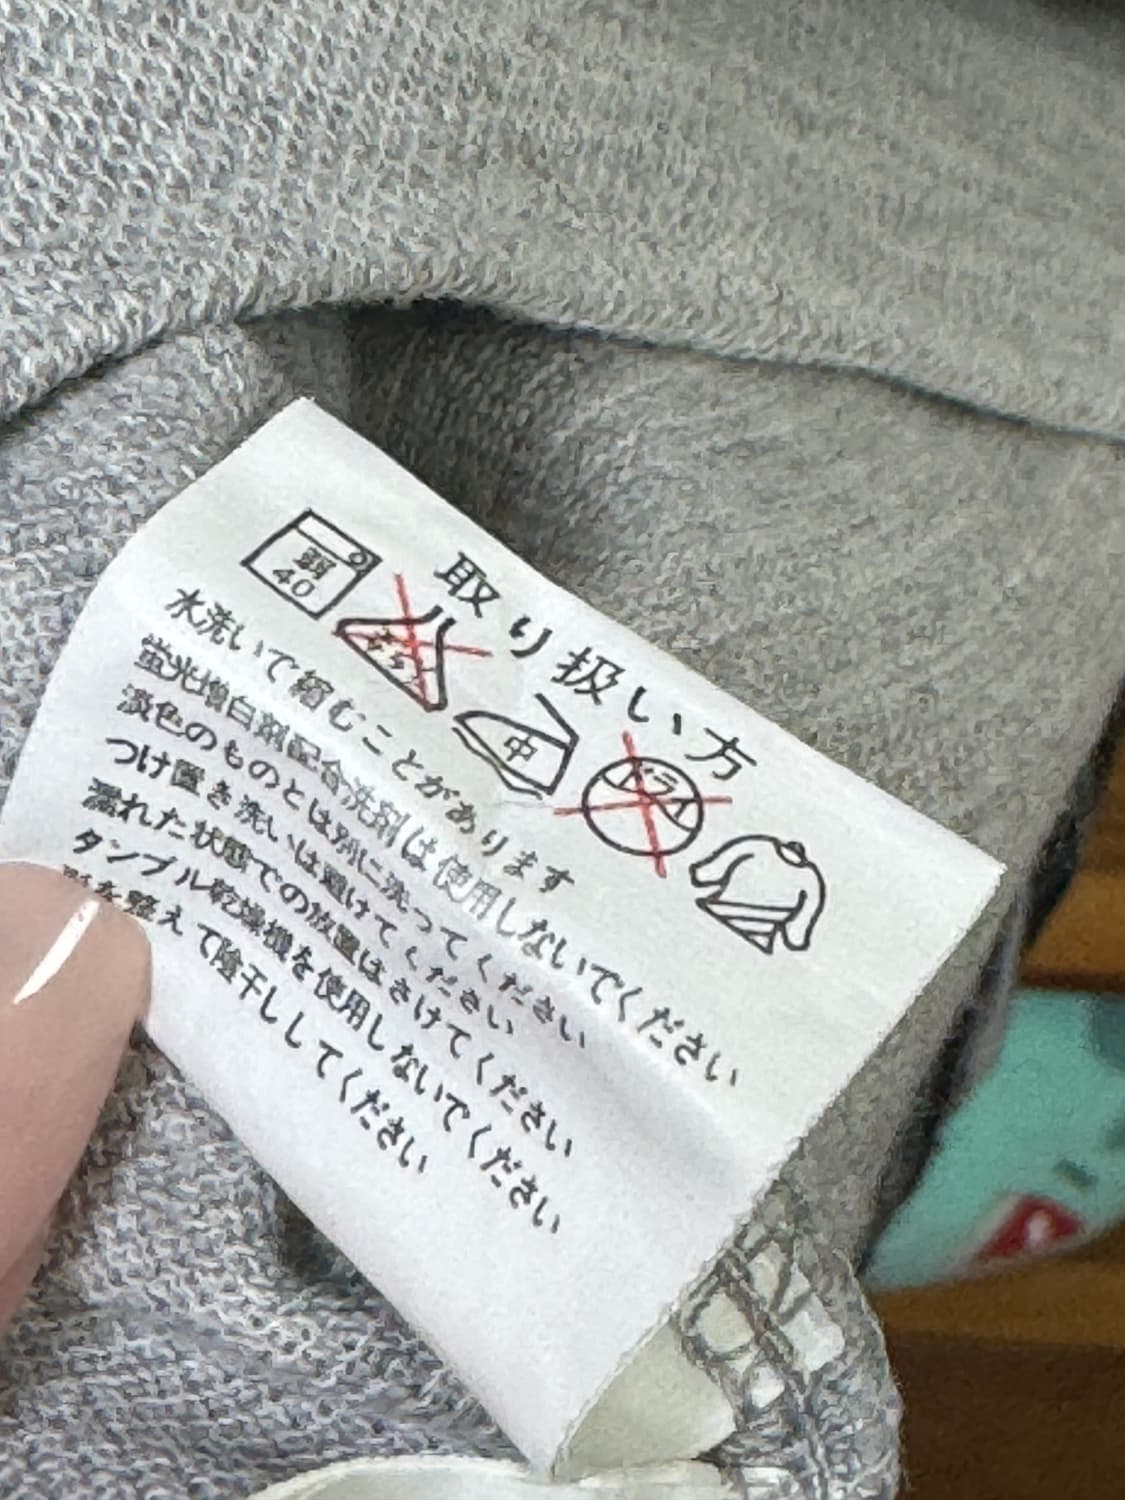 取り扱い方
弱
40
エンソサラシ
中
ドライ
水洗いで縮むことがあります
蛍光増白剤配合洗剤は使用しないでください
淡色のものとは別に洗ってください
つけ置き洗いは避けてください
濡れた状態での放置はさけてください
タンブル乾燥機を使用しないでください
形を整えて陰干ししてください